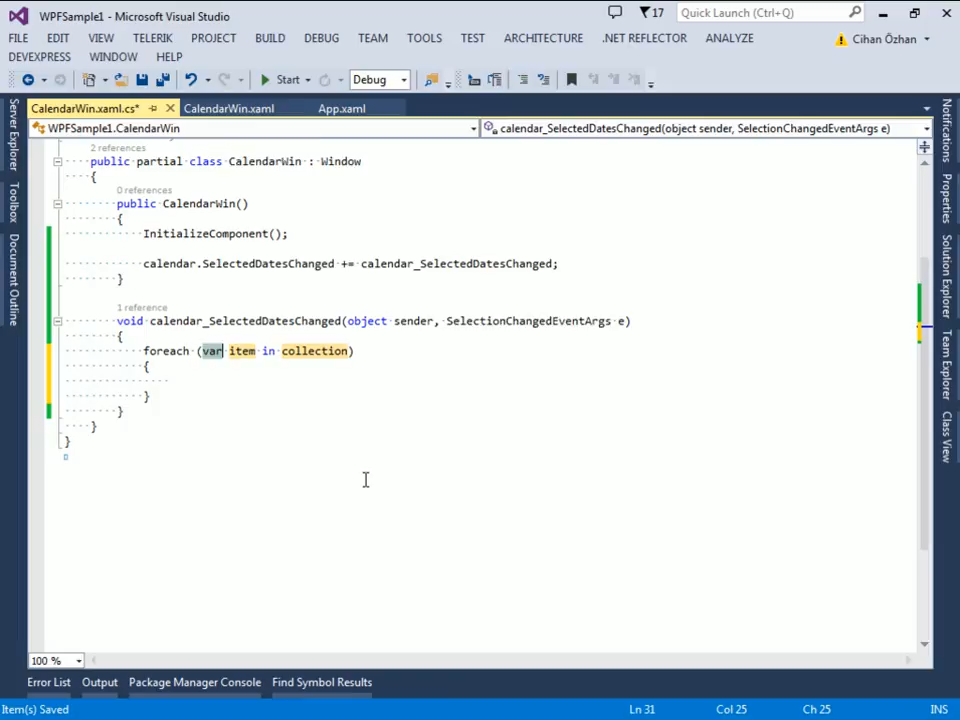 WPFSample1 - Microsoft Visual Studio
17
Quick Launch (Ctrl+Q)
FILE EDIT VIEW TELERIK PROJECT BUILD DEBUG TEAM TOOLS TEST ARCHITECTURE .NET REFLECTOR ANALYZE
Cihan Özhan
DEVEXPRESS WINDOW HELP
Start Debug
CalendarWin.xaml.cs* CalendarWin.xaml App.xaml
WPFSample1.CalendarWin calendar_SelectedDatesChanged(object sender, SelectionChangedEventArgs e)
2 references
public partial class CalendarWin : Window
{
0 references
public CalendarWin()
{
InitializeComponent();
calendar.SelectedDatesChanged += calendar_SelectedDatesChanged;
}
1 reference
void calendar_SelectedDatesChanged(object sender, SelectionChangedEventArgs e)
{
foreach (var item in collection)
{
}
}
}
}
Server Explorer
Toolbox
Document Outline
Notifications
Properties
Solution Explorer
Team Explorer
Class View
100 %
Error List Output Package Manager Console Find Symbol Results
Item(s) Saved Ln 31 Col 25 Ch 25 INS